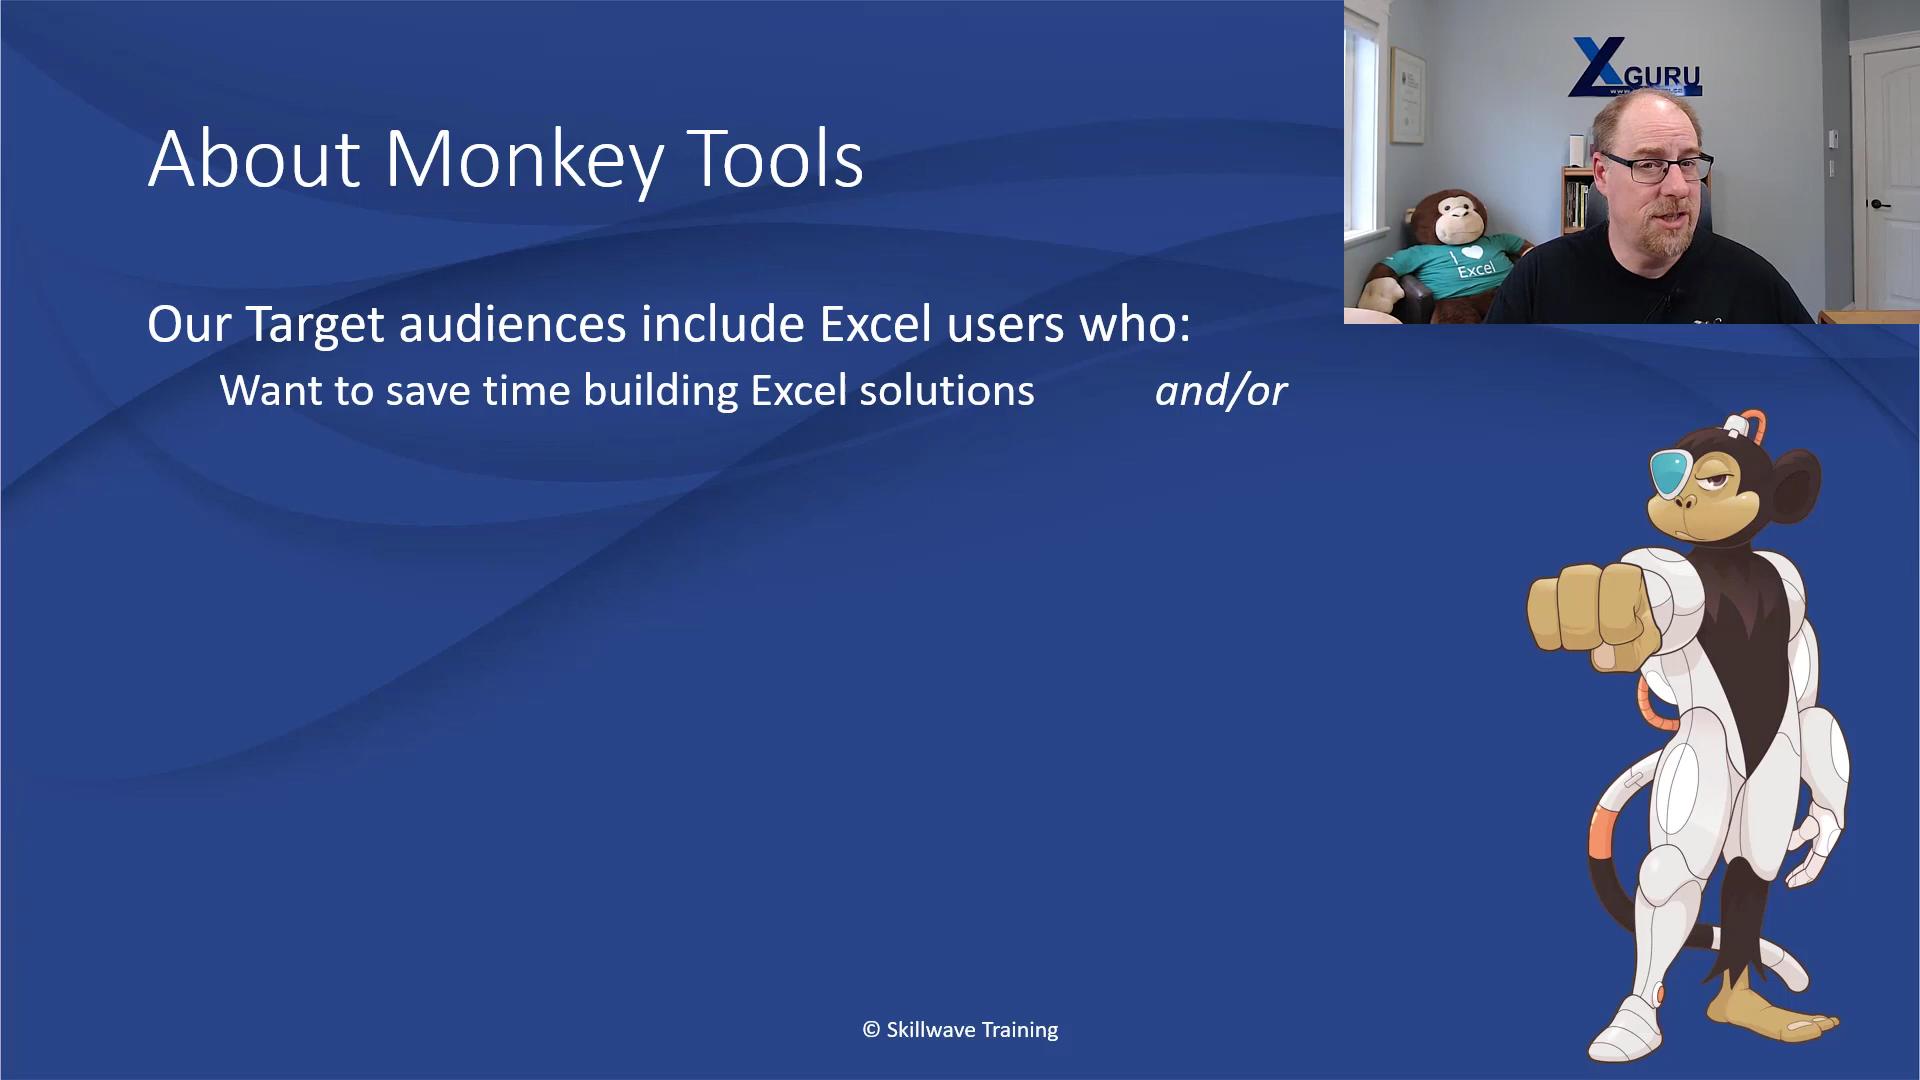 About Monkey Tools
Our Target audiences include Excel users who:
Want to save time building Excel solutions and/or
X GURU
I ♥
Excel
© Skillwave Training